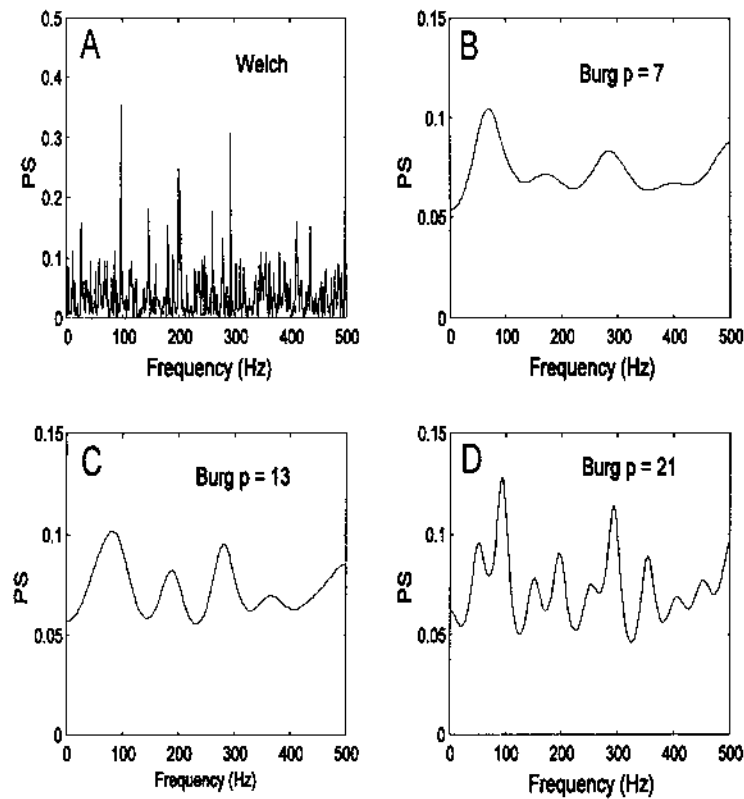 A
Welch
PS
0.5
0.4
0.3
0.2
0.1
0
0 100 200 300 400 500
Frequency (Hz)
B
Burg p = 7
PS
0.15
0.1
0.05
0
0 100 200 300 400 500
Frequency (Hz)
C
Burg p = 13
PS
0.15
0.1
0.05
0
0 100 200 300 400 500
Frequency (Hz)
D
Burg p = 21
PS
0.15
0.1
0.05
0
0 100 200 300 400 500
Frequency (Hz)